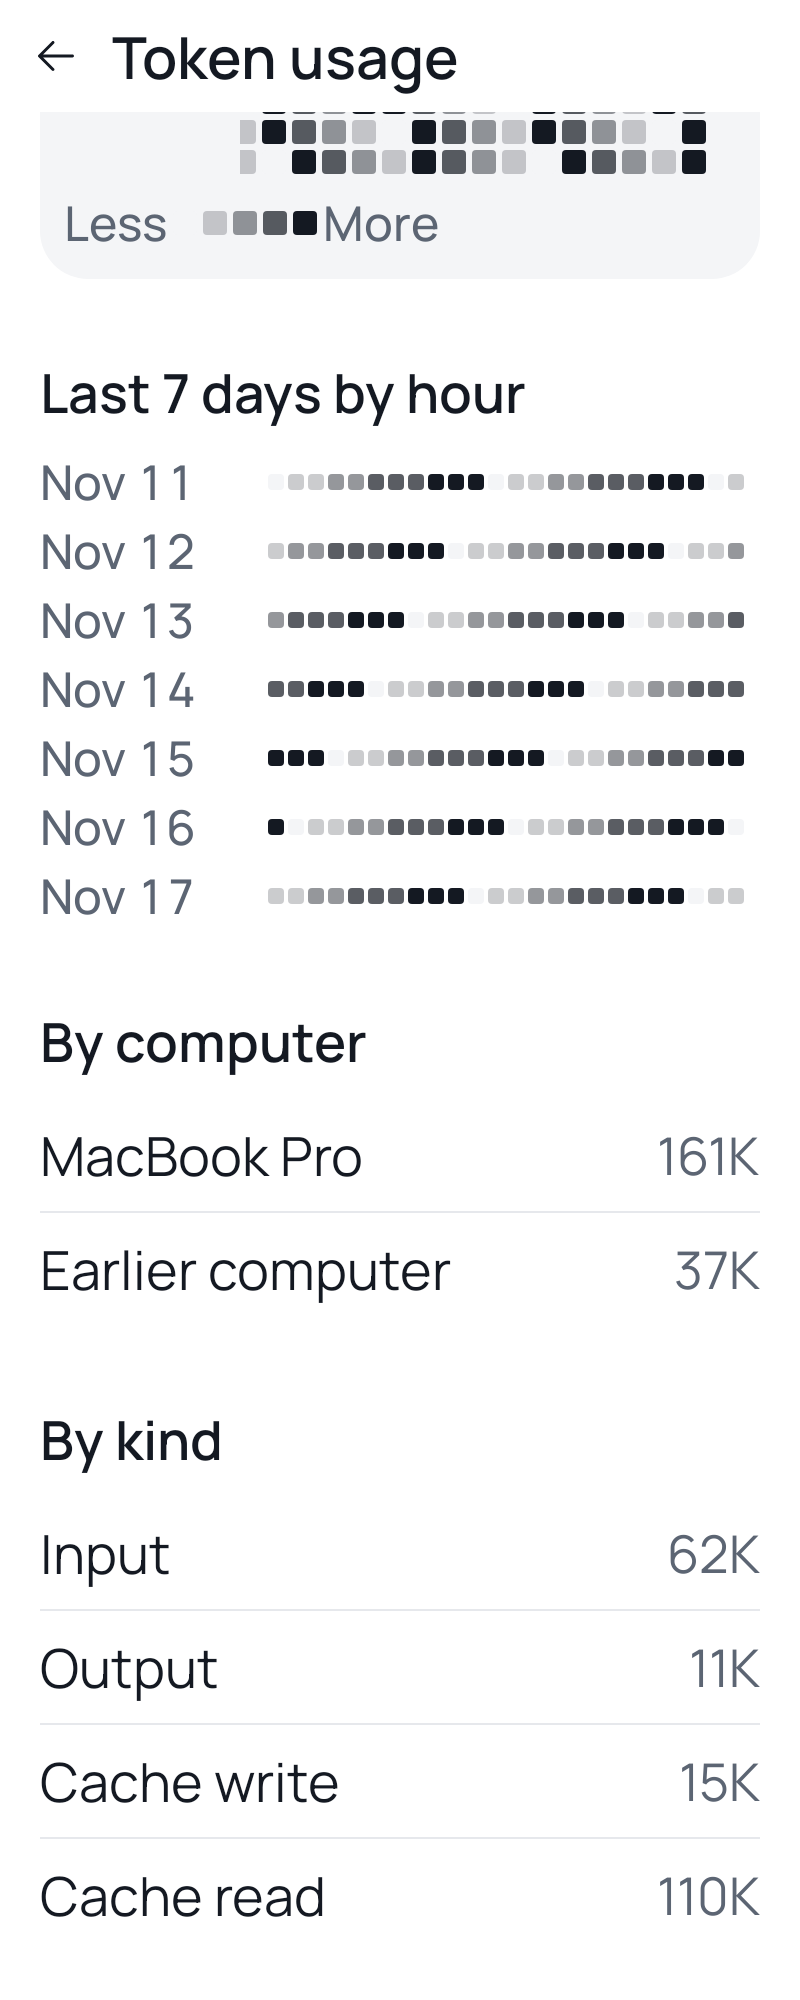 Token usage
Less More
Last 7 days by hour
Nov 11
Nov 12
Nov 13
Nov 14
Nov 15
Nov 16
Nov 17
By computer
MacBook Pro 161K
Earlier computer 37K
By kind
Input 62K
Output 11K
Cache write 15K
Cache read 110K